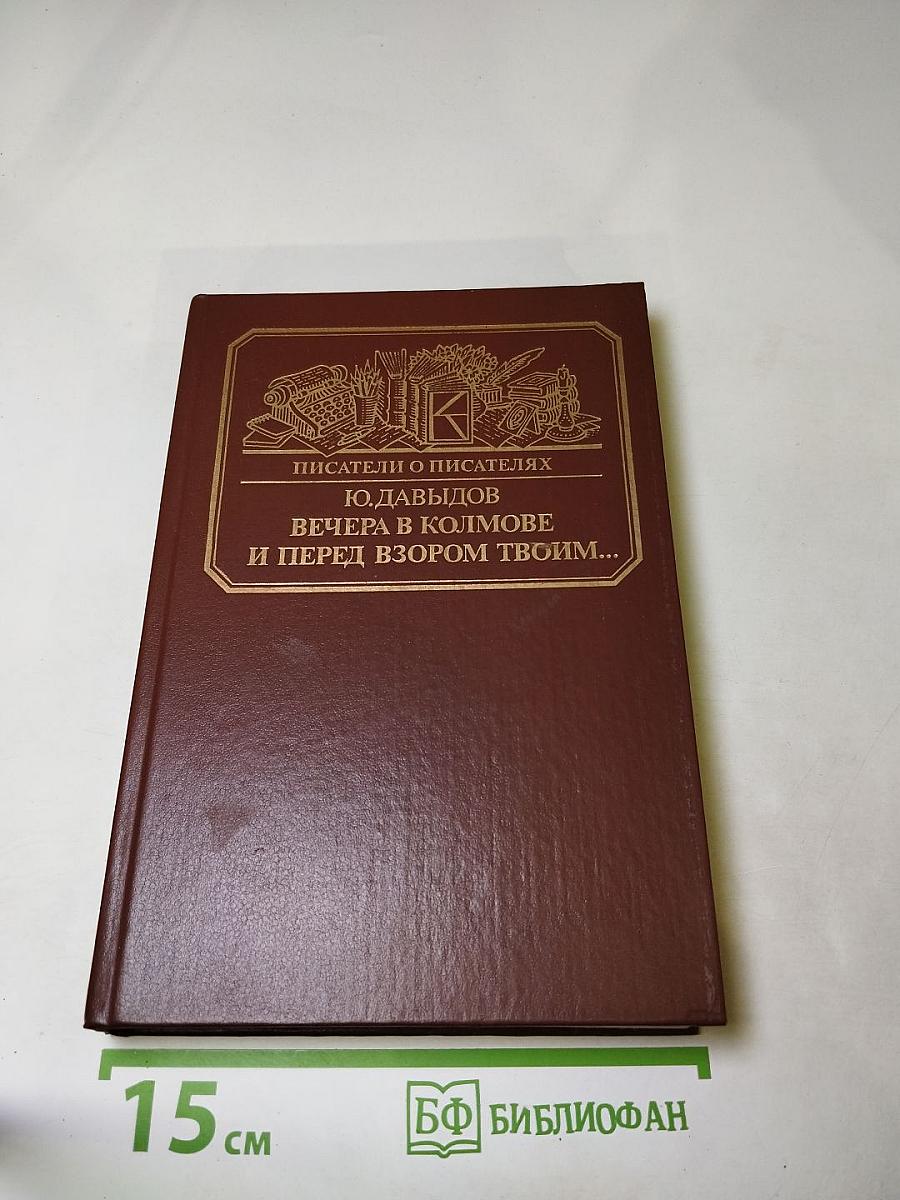 К
ПИСАТЕЛИ О ПИСАТЕЛЯХ
Ю. ДАВЫДОВ
ВЕЧЕРА В КОЛМОВЕ
И ПЕРЕД ВЗОРОМ ТВОИМ...
15 см
БФ БИБЛИОФАН